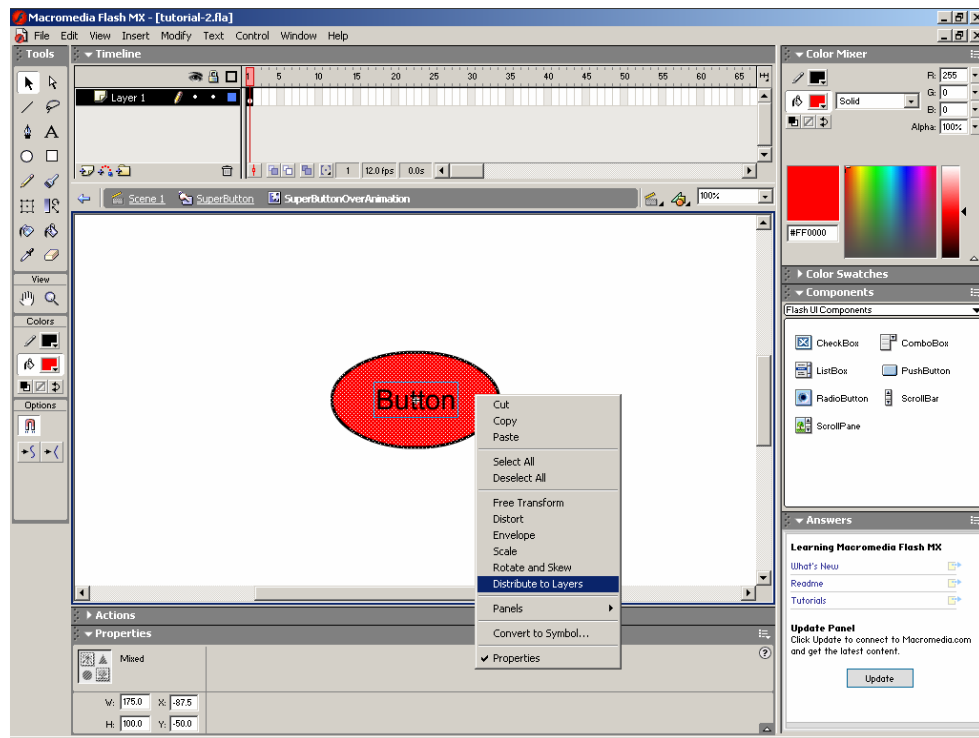 Macromedia Flash MX - [tutorial-2.fla]
File Edit View Insert Modify Text Control Window Help
Tools
Timeline
Color Mixer
1 5 10 15 20 25 30 35 40 45 50 55 60 65
Layer 1
R: 255
G: 0
B: 0
Solid
Alpha: 100%
1 12.0 fps 0.0s
Scene 1 SuperButton SuperButtonOverAnimation 100%
#FF0000
View
Colors
Options
Color Swatches
Components
Flash UI Components
CheckBox ComboBox
ListBox PushButton
RadioButton ScrollBar
ScrollPane
Button
Cut
Copy
Paste
Select All
Deselect All
Free Transform
Distort
Envelope
Scale
Rotate and Skew
Distribute to Layers
Panels
Convert to Symbol...
Properties
Answers
Learning Macromedia Flash MX
What's New
Readme
Tutorials
Update Panel
Click Update to connect to Macromedia.com
and get the latest content.
Update
Actions
Properties
Mixed
W: 175.0 X: -87.5
H: 100.0 Y: -50.0